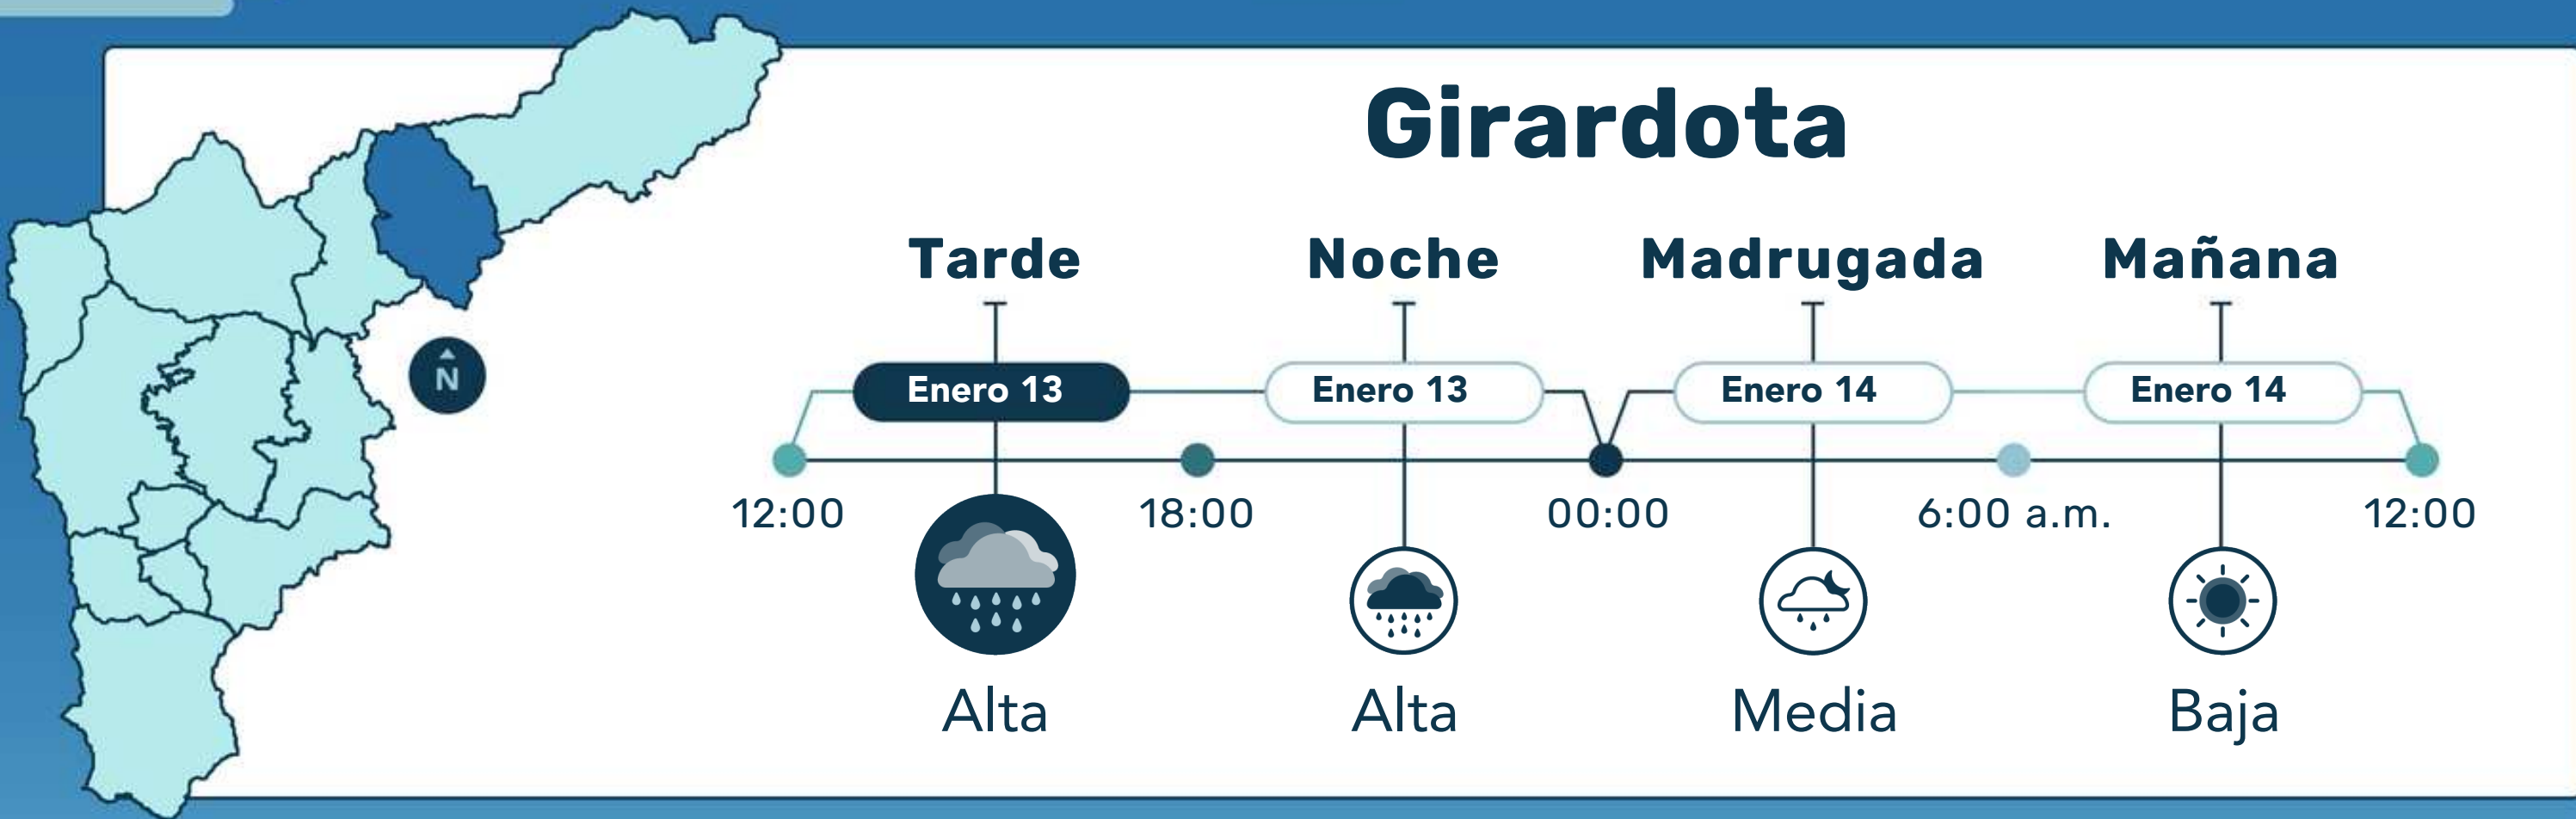 Girardota
Tarde Noche Madrugada Mañana
Enero 13 Enero 13 Enero 14 Enero 14
N
12:00 18:00 00:00 6:00 a.m. 12:00
Alta Alta Media Baja